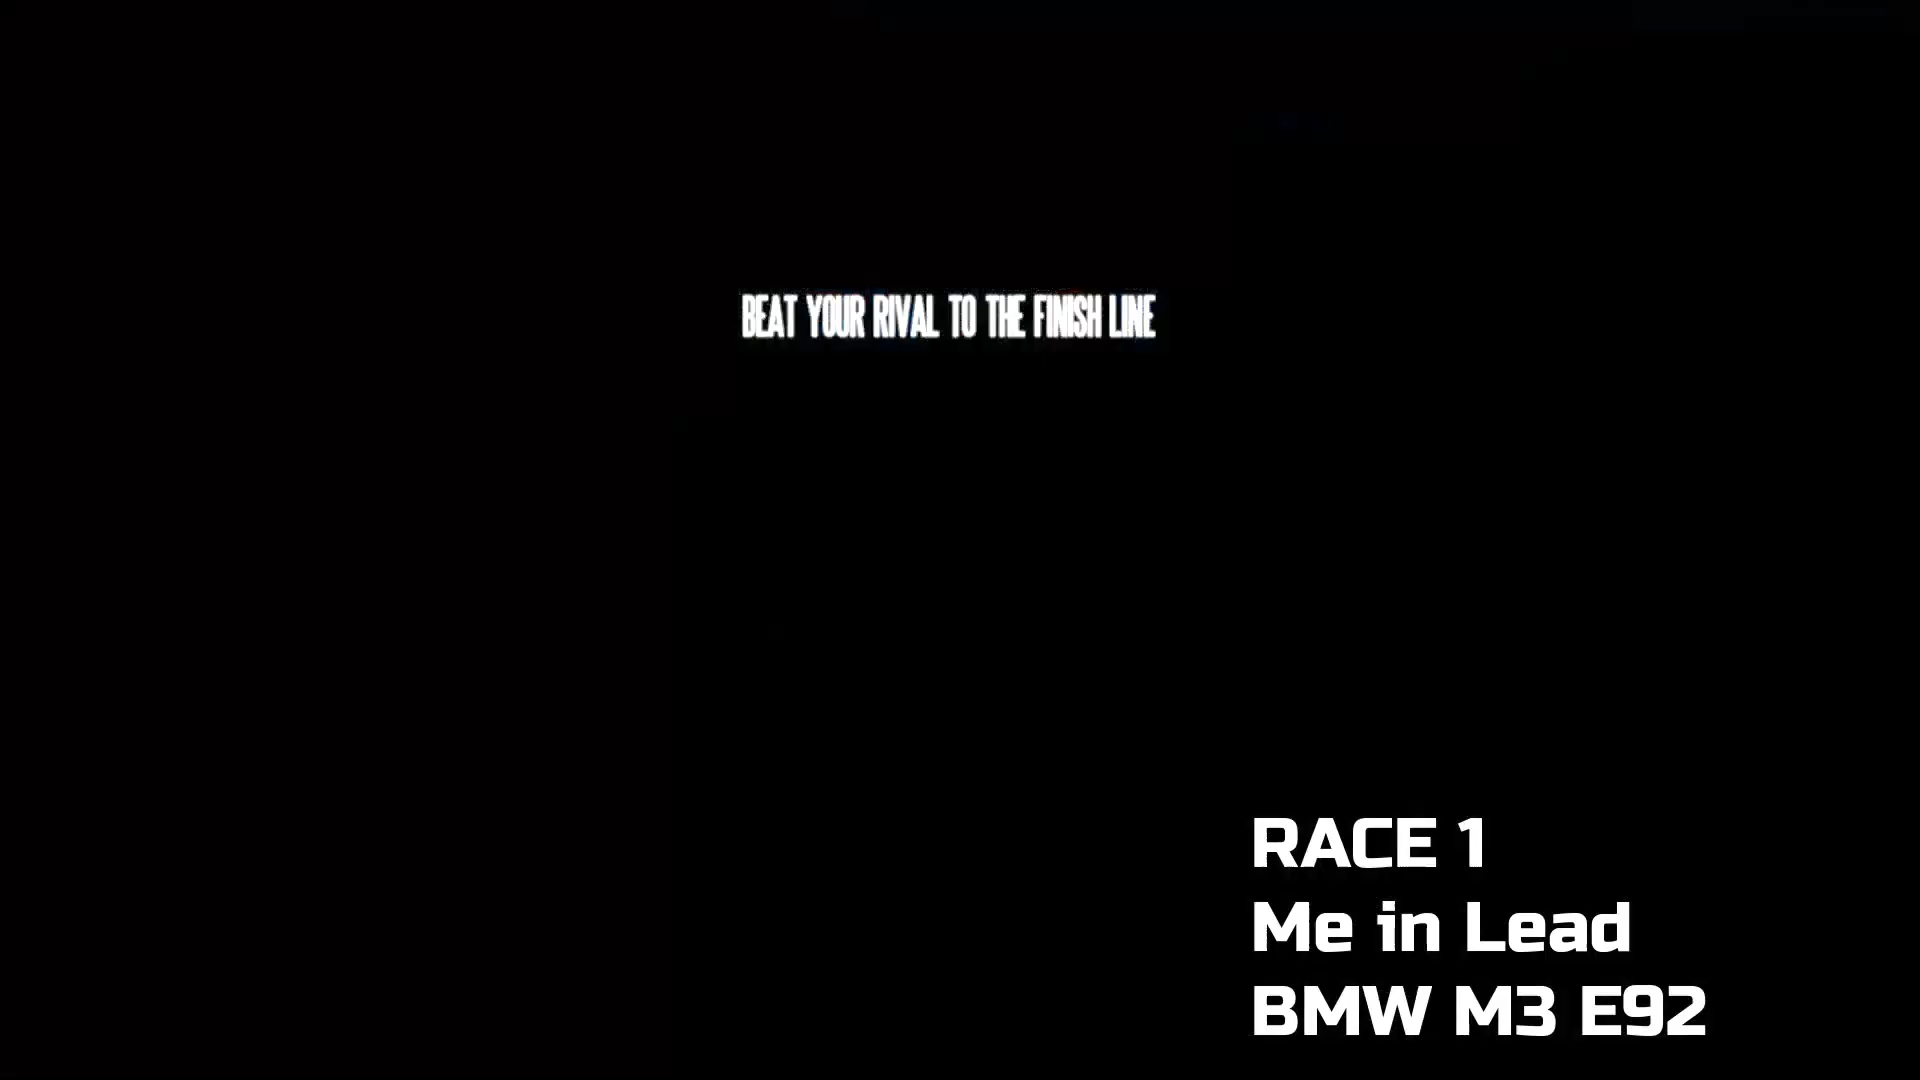 BEAT YOUR RIVAL TO THE FINISH LINE
RACE 1
Me in Lead
BMW M3 E92